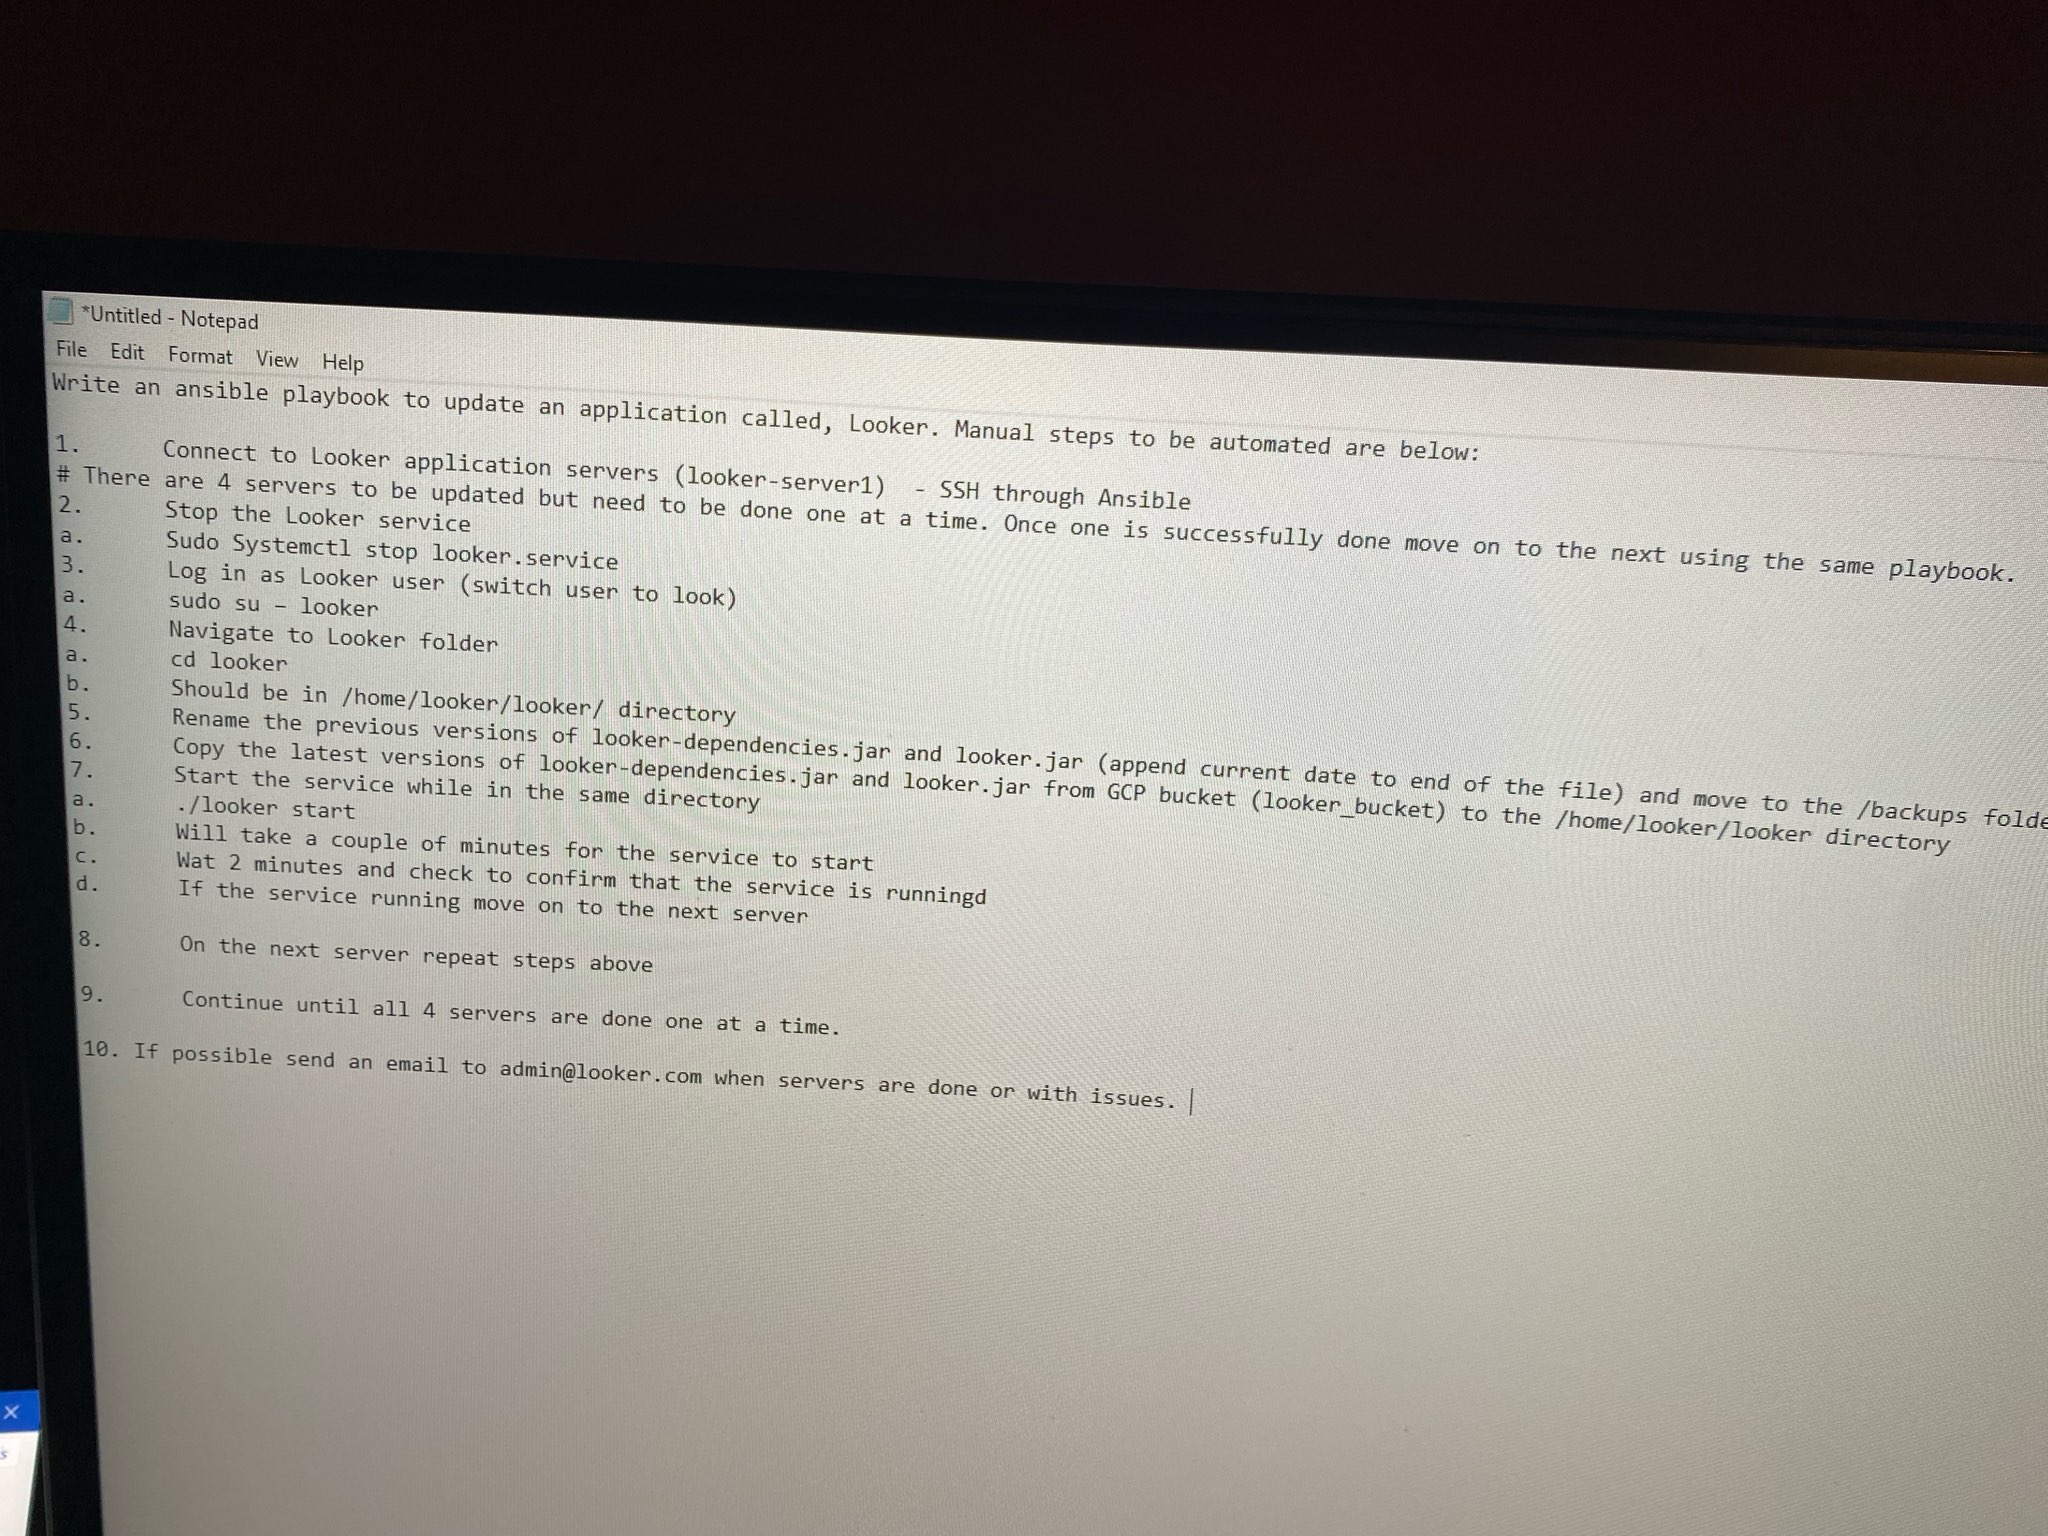 *Untitled - Notepad
File Edit Format View Help
Write an ansible playbook to update an application called, Looker. Manual steps to be automated are below:
1. Connect to Looker application servers (looker-server1) - SSH through Ansible
# There are 4 servers to be updated but need to be done one at a time. Once one is successfully done move on to the next using the same playbook.
2. Stop the Looker service
a. Sudo Systemctl stop looker.service
3. Log in as Looker user (switch user to look)
a. sudo su – looker
4. Navigate to Looker folder
a. cd looker
b. Should be in /home/looker/looker/ directory
5. Rename the previous versions of looker-dependencies.jar and looker.jar (append current date to end of the file) and move to the /backups folde
6. Copy the latest versions of looker-dependencies.jar and looker.jar from GCP bucket (looker_bucket) to the /home/looker/looker directory
7. Start the service while in the same directory
a. ./looker start
b. Will take a couple of minutes for the service to start
c. Wat 2 minutes and check to confirm that the service is runningd
d. If the service running move on to the next server
8. On the next server repeat steps above
9. Continue until all 4 servers are done one at a time.
10. If possible send an email to admin@looker.com when servers are done or with issues.